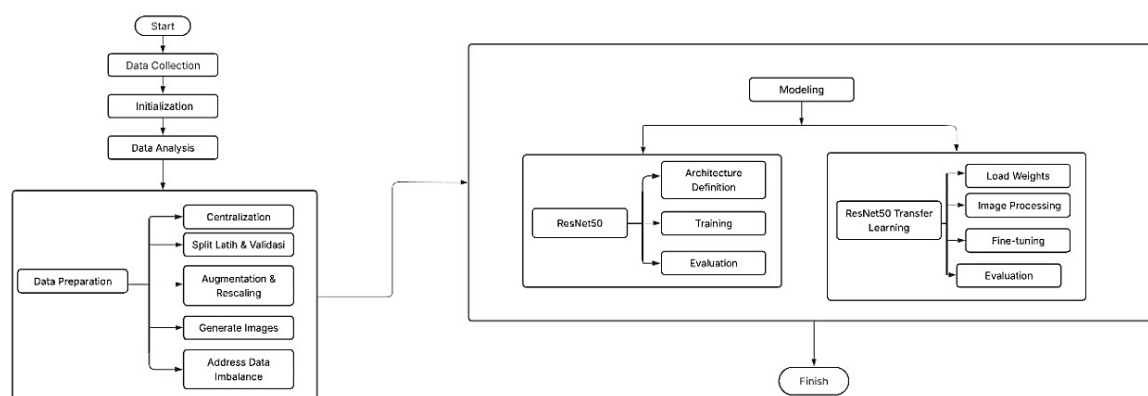 Start
Data Collection
Initialization
Data Analysis
Data Preparation
Centralization
Split Latih & Validasi
Augmentation &
Rescaling
Generate Images
Address Data
Imbalance
Modeling
ResNet50
Architecture
Definition
Training
Evaluation
ResNet50 Transfer
Learning
Load Weights
Image Processing
Fine-tuning
Evaluation
Finish